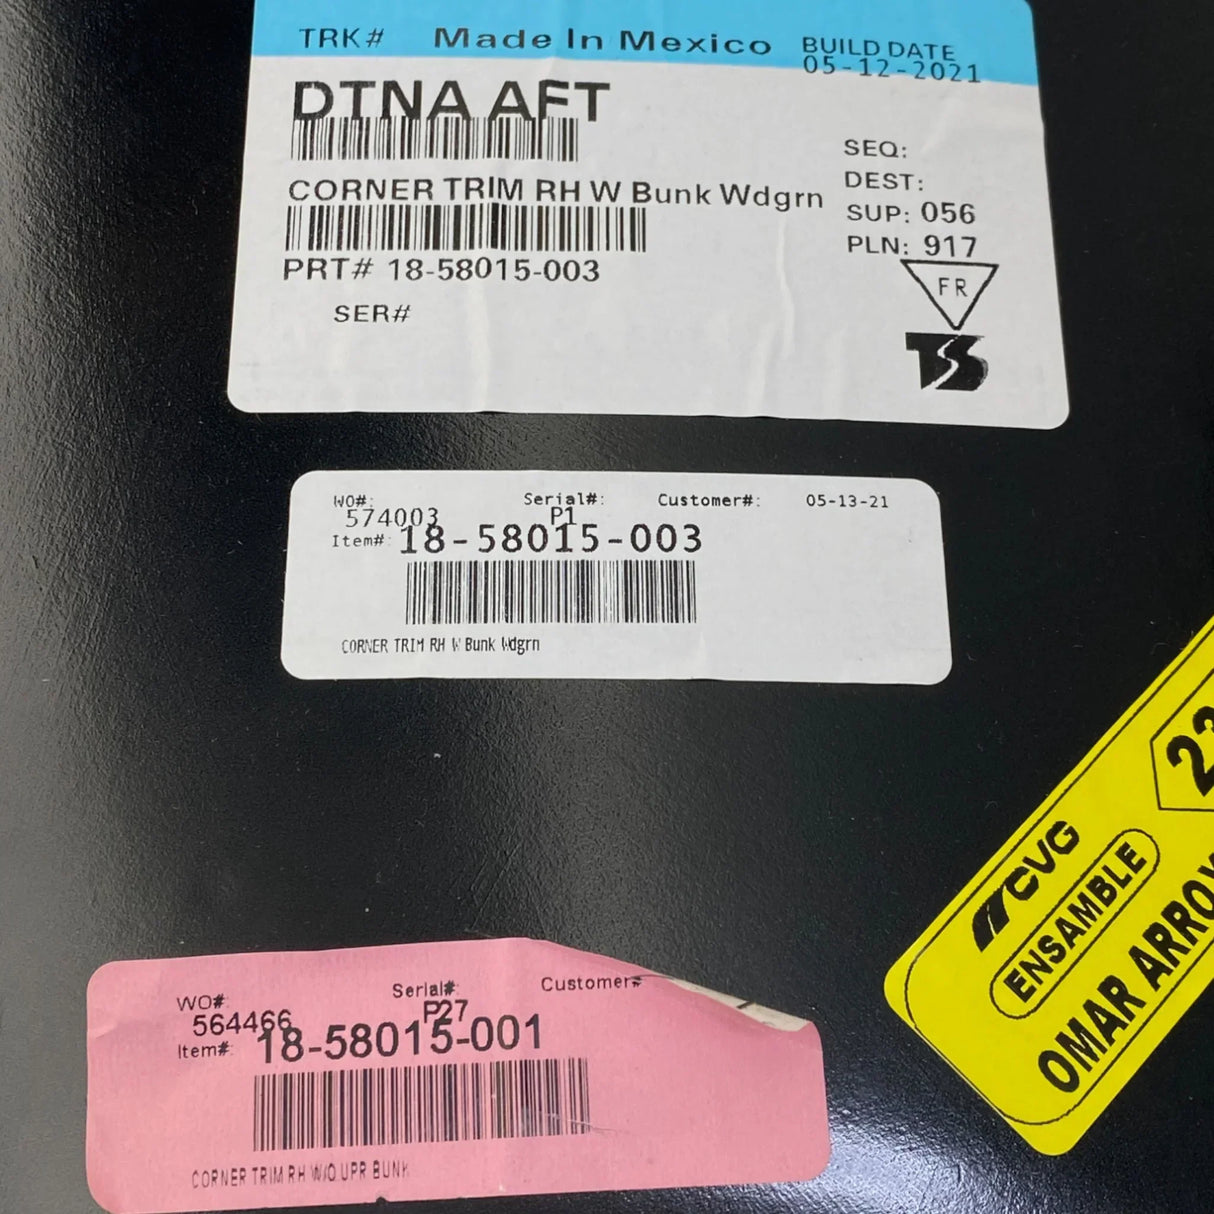 TRK# Made In Mexico BUILD DATE
05-12-2021
DTNA AFT
SEQ:
CORNER TRIM RH W Bunk Wdgrn
DEST:
SUP: 056
PLN: 917
PRT# 18-58015-003
FR
SER#
TSS
WO#: Serial#: Customer#: 05-13-21
574003 P1
Item#: 18-58015-003
CORNER TRIM RH W Bunk Wdgrn
CVG
ENSAMBLE
OMAR
WO#: Serial#: Customer#
564466 P27
Item#: 18-58015-001
CORNER TRIM RH W/O UPR BUNK